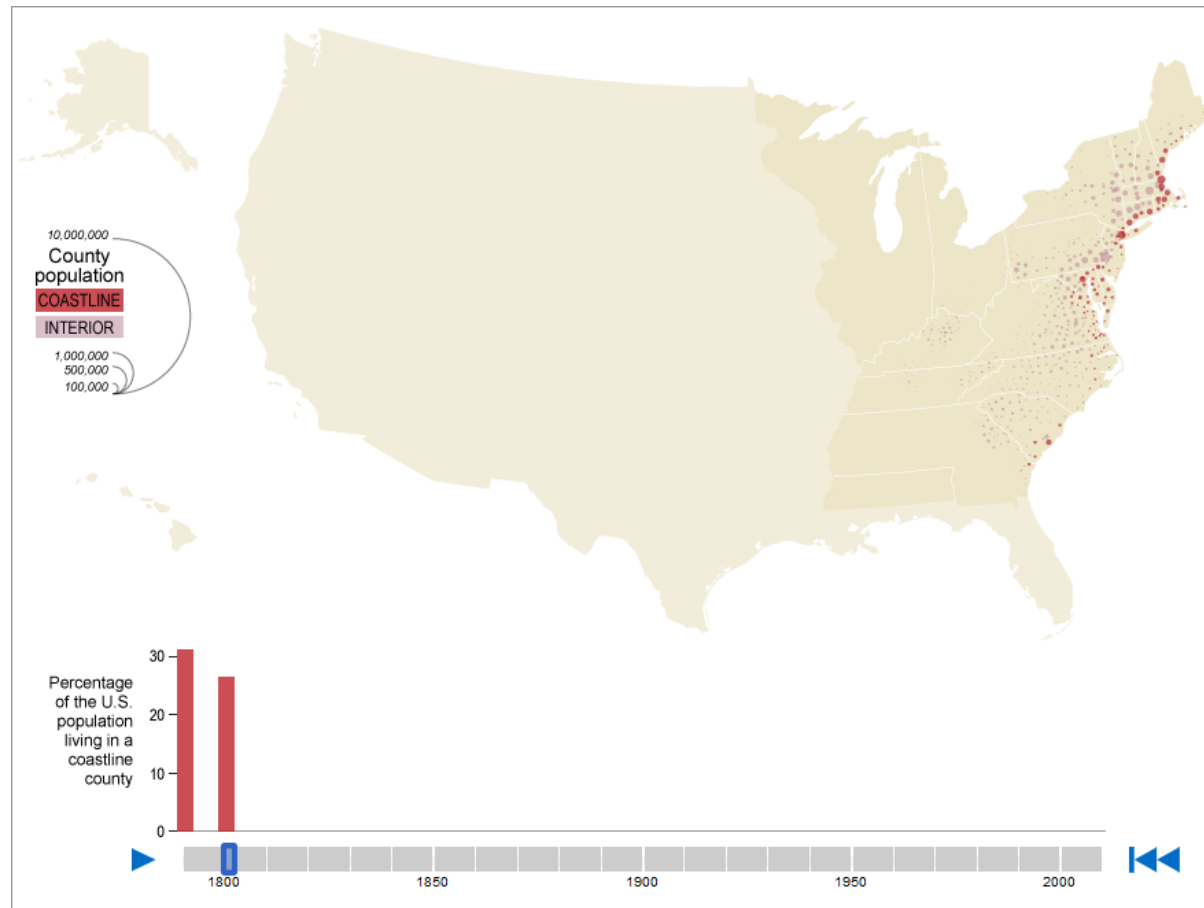 10,000,000
County
population
COASTLINE
INTERIOR
1,000,000
500,000
100,000
Percentage
of the U.S.
population
living in a
coastline
county
30
20
10
0
1800 1850 1900 1950 2000